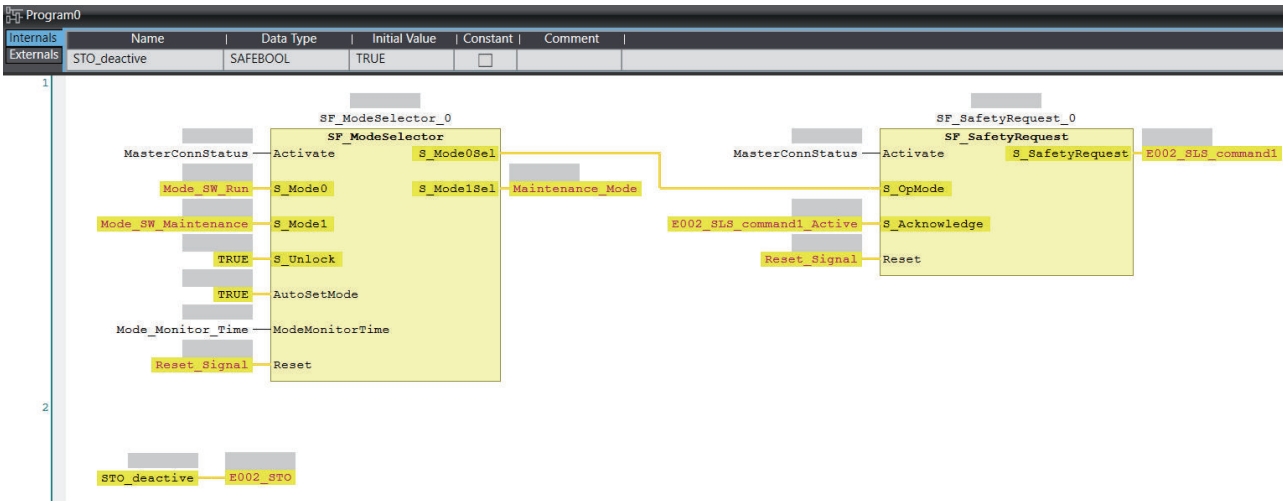 Program0
Internals Name Data Type Initial Value Constant Comment
Externals STO_deactive SAFEBOOL TRUE
1
SF_ModeSelector_0 SF_SafetyRequest_0
SF_ModeSelector SF_SafetyRequest
MasterConnStatus Activate S_Mode0Sel MasterConnStatus Activate S_SafetyRequest E002_SLS_command1
Mode_SW_Run S_Mode0 S_Mode1Sel Maintenance_Mode S_OpMode
Mode_SW_Maintenance S_Mode1 E002_SLS_command1_Active S_Acknowledge
TRUE S_Unlock Reset_Signal Reset
TRUE AutoSetMode
Mode_Monitor_Time ModeMonitorTime
Reset_Signal Reset
2
STO_deactive E002_STO